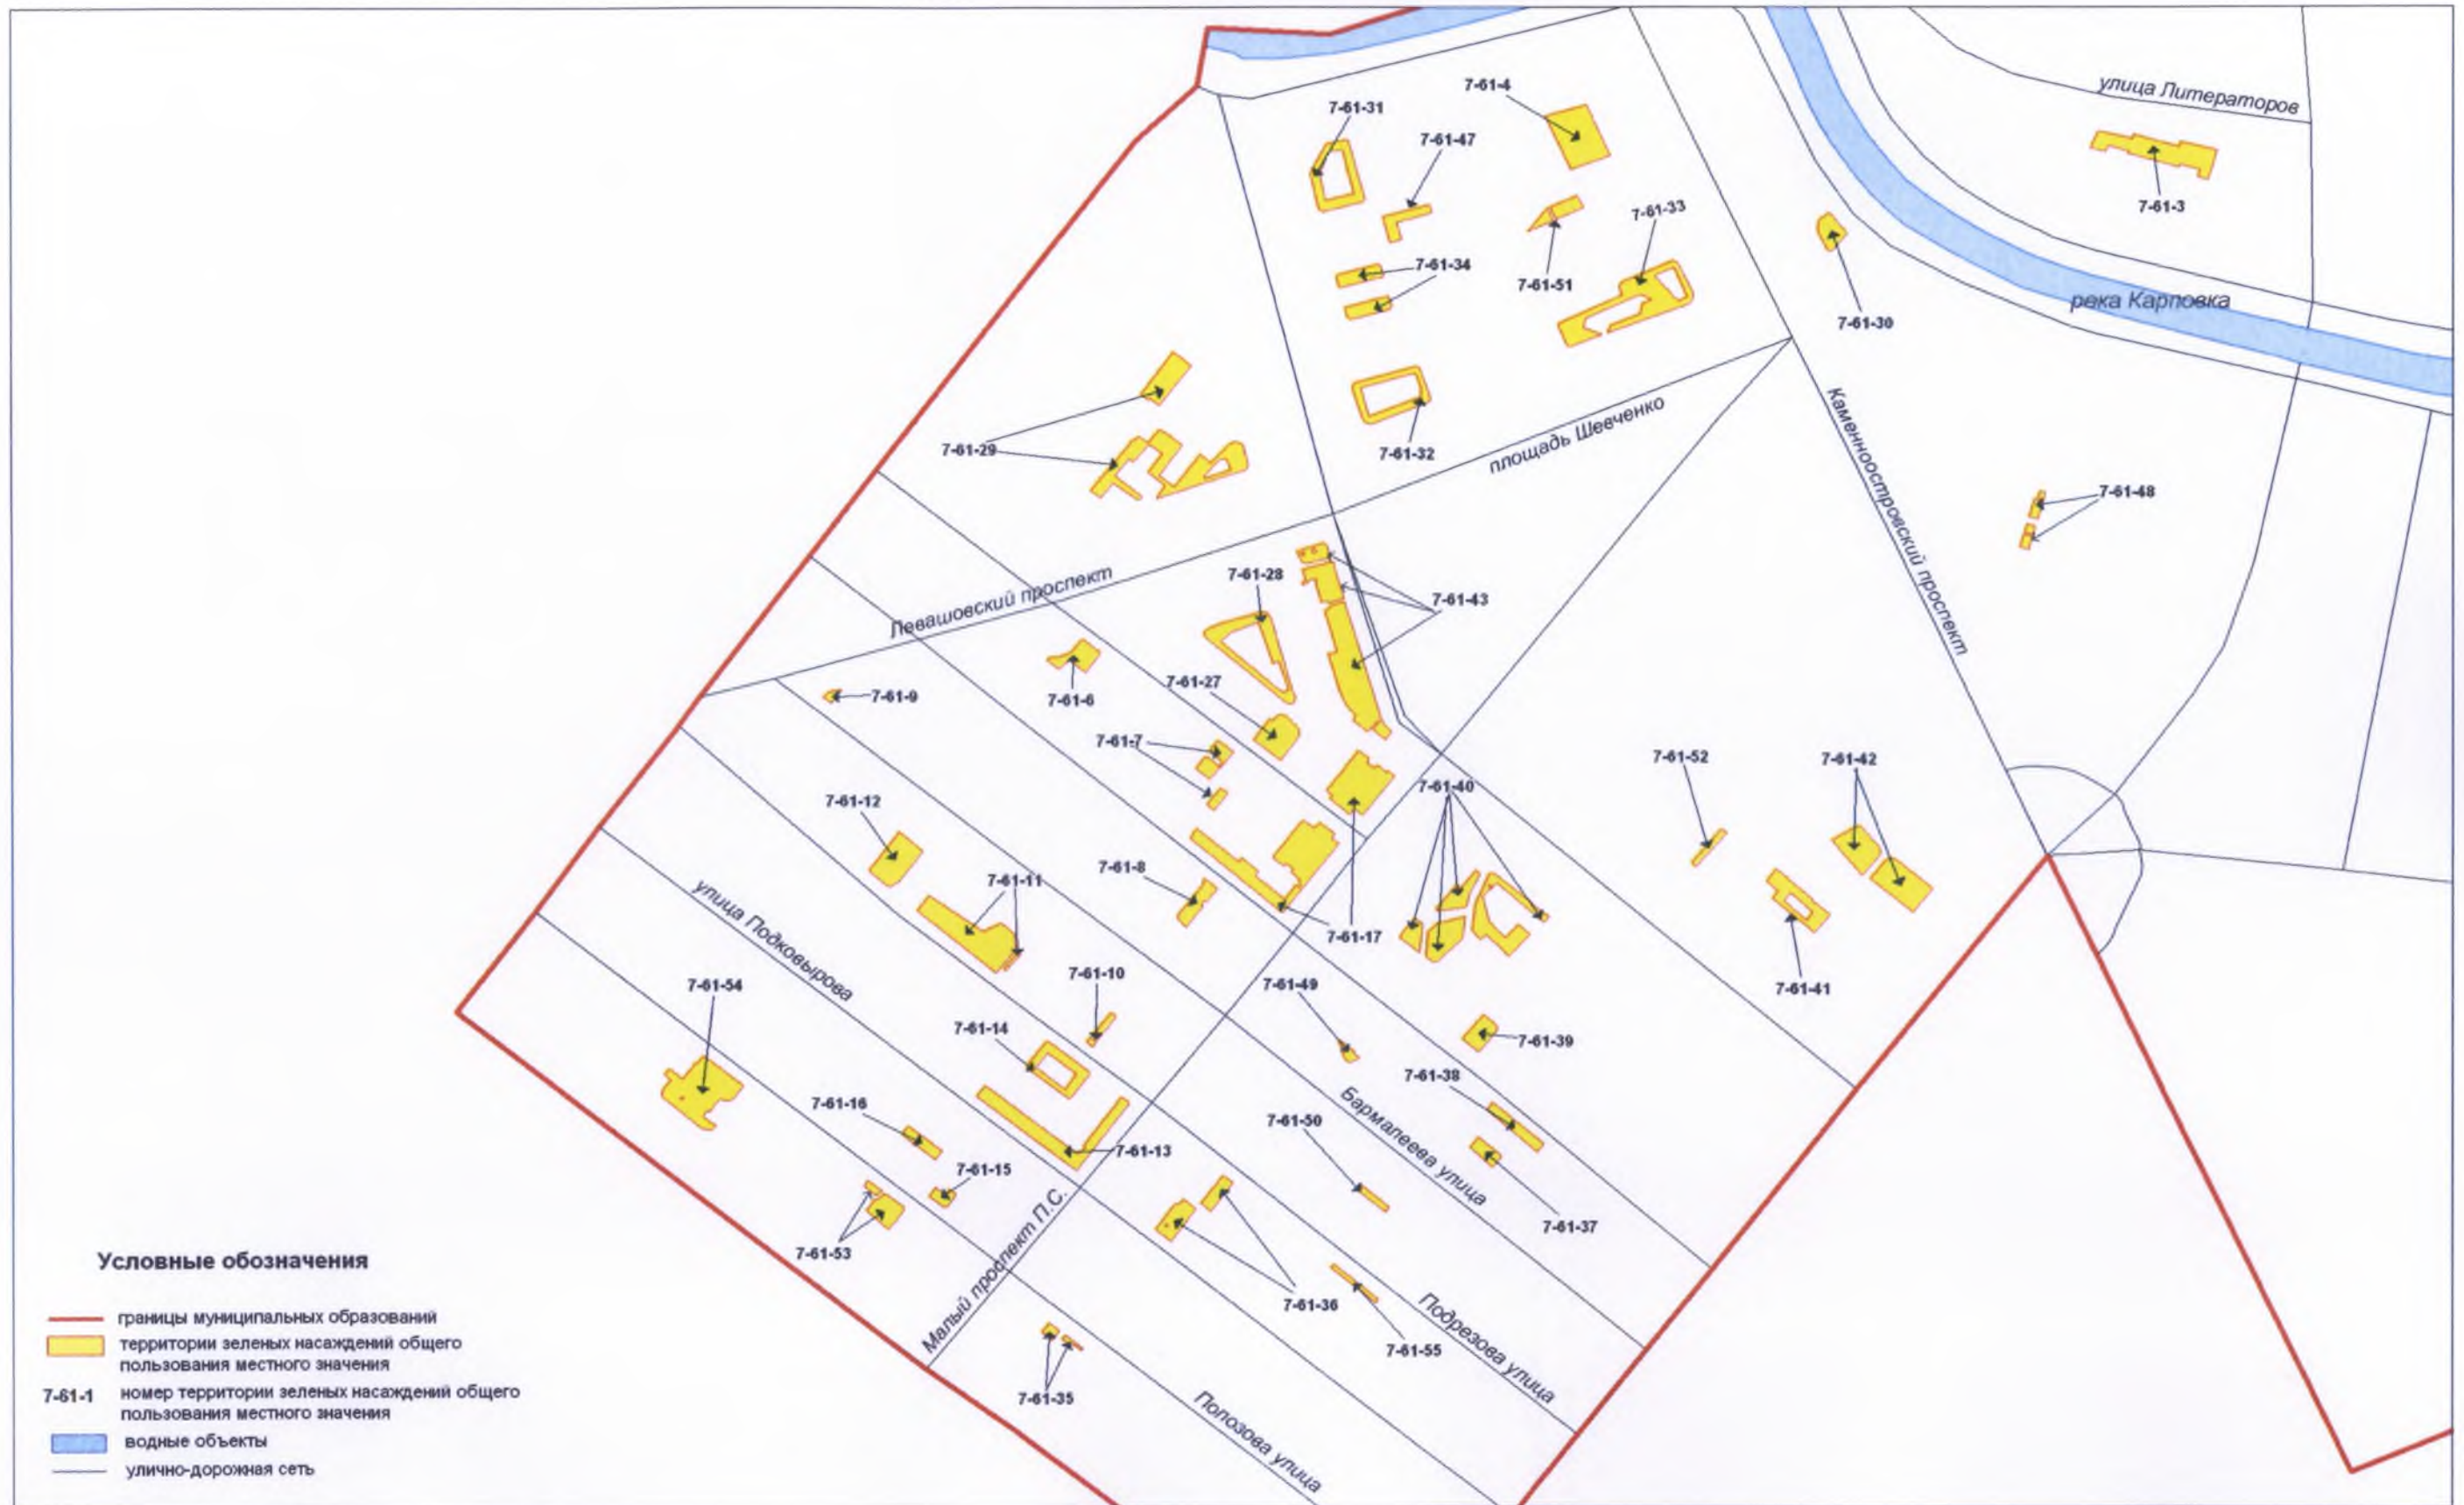 улица Литераторов
7-61-4
7-61-31
7-61-47
7-61-3
7-61-33
7-61-34
7-61-51
река Карповка
7-61-30
площадь Шевченко
7-61-29
7-61-32
Каменноостровский проспект
7-61-48
Левашовский проспект
7-61-28
7-61-43
7-61-27
7-61-6
7-61-9
7-61-7
7-61-52
7-61-42
7-61-40
7-61-12
7-61-8
7-61-11
улица Подковырова
7-61-17
7-61-10
7-61-54
7-61-49
7-61-41
7-61-14
7-61-39
7-61-38
7-61-16
7-61-50
Бармалеева улица
7-61-13
7-61-15
7-61-37
7-61-53
Малый проспект П.С.
7-61-36
7-61-55
Подрезова улица
7-61-35
Полозова улица
Условные обозначения
границы муниципальных образований
территории зеленых насаждений общего
пользования местного значения
7-61-1 номер территории зеленых насаждений общего
пользования местного значения
водные объекты
улично-дорожная сеть